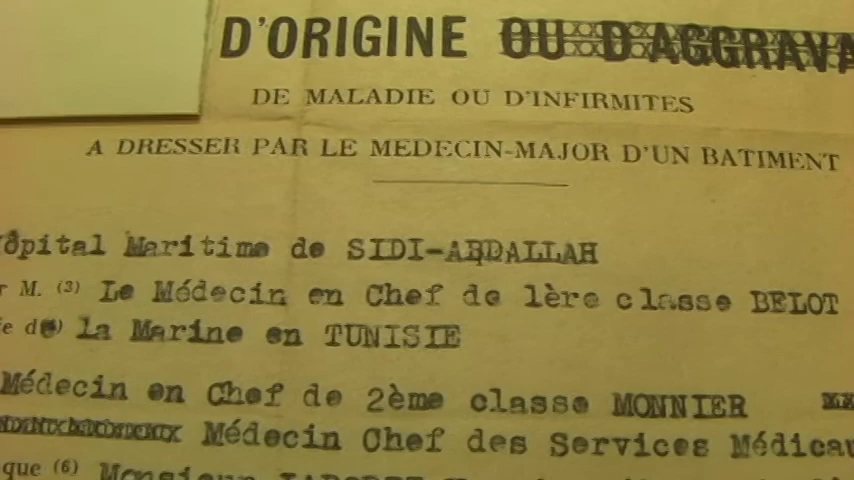 D'ORIGINE OU D'AGGRAVA
DE MALADIE OU D'INFIRMITES
A DRESSER PAR LE MEDECIN-MAJOR D'UN BATIMENT
ôpital Maritime de SIDI-ABDALLAH
r M. (3) Le Médecin en Chef de 1ère classe BELOT
la Marine en TUNISIE
Médecin en Chef de 2ème classe MONNIER
Médecin Chef des Services Médicau
que (6) Monsieur